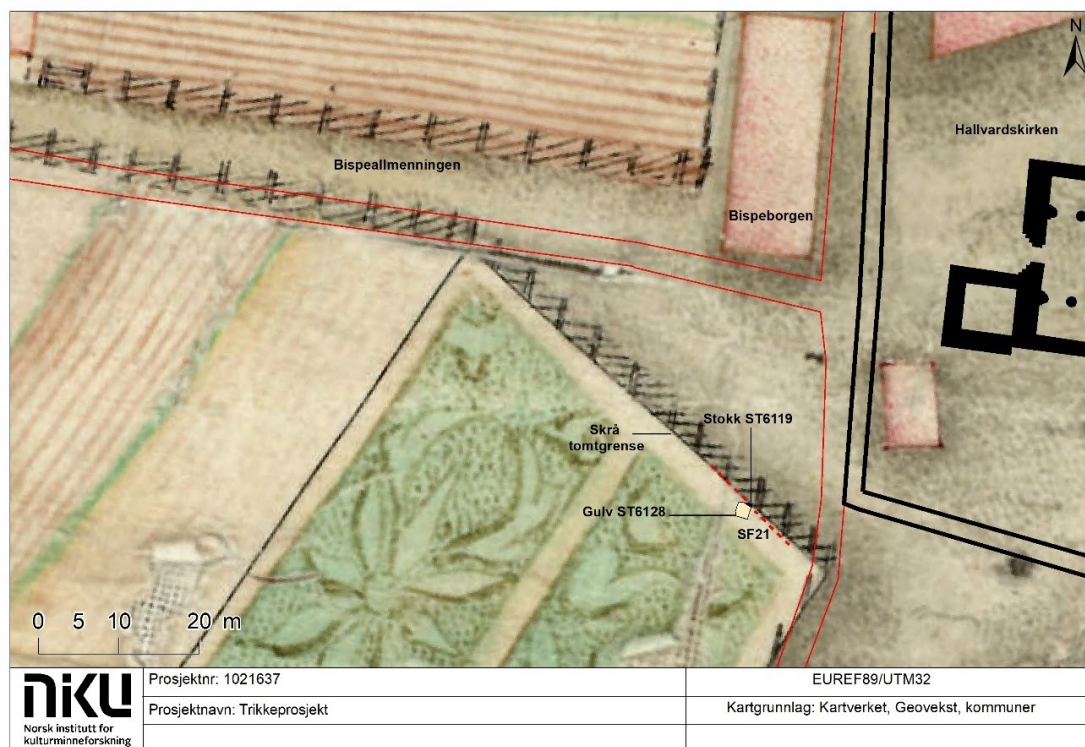 N
Hallvardskirken
Bispeallmenningen
Bispeborgen
Stokk ST6119
Skrå
tomtgrense
Gulv ST6128
SF21
0 5 10 20 m
NIKU
Norsk institutt for
kulturminneforskning
Prosjektnr: 1021637
Prosjektnavn: Trikkeprosjekt
EUREF89/UTM32
Kartgrunnlag: Kartverket, Geovekst, kommuner